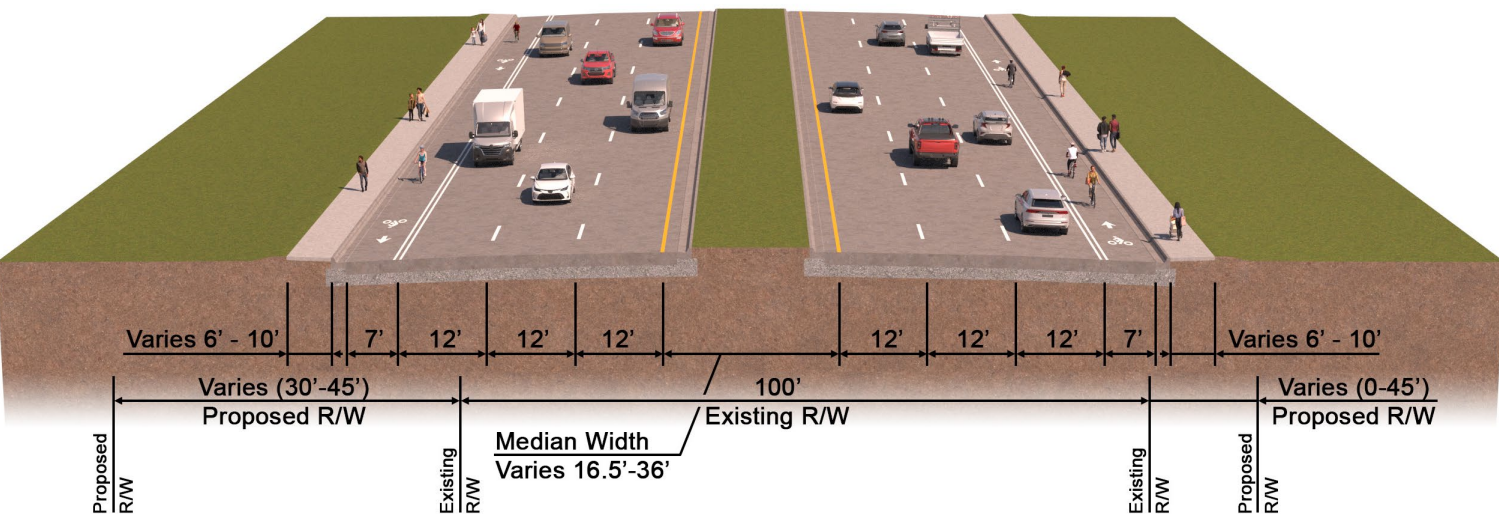 Varies 6’ - 10’
7’
12’
12’
12’
12’
12’
12’
7’
Varies 6’ - 10’
Varies (30’-45’)
Proposed R/W
100’
Existing R/W
Varies (0-45’)
Proposed R/W
Median Width
Varies 16.5’-36’
Proposed
R/W
Existing
R/W
Existing
R/W
Proposed
R/W